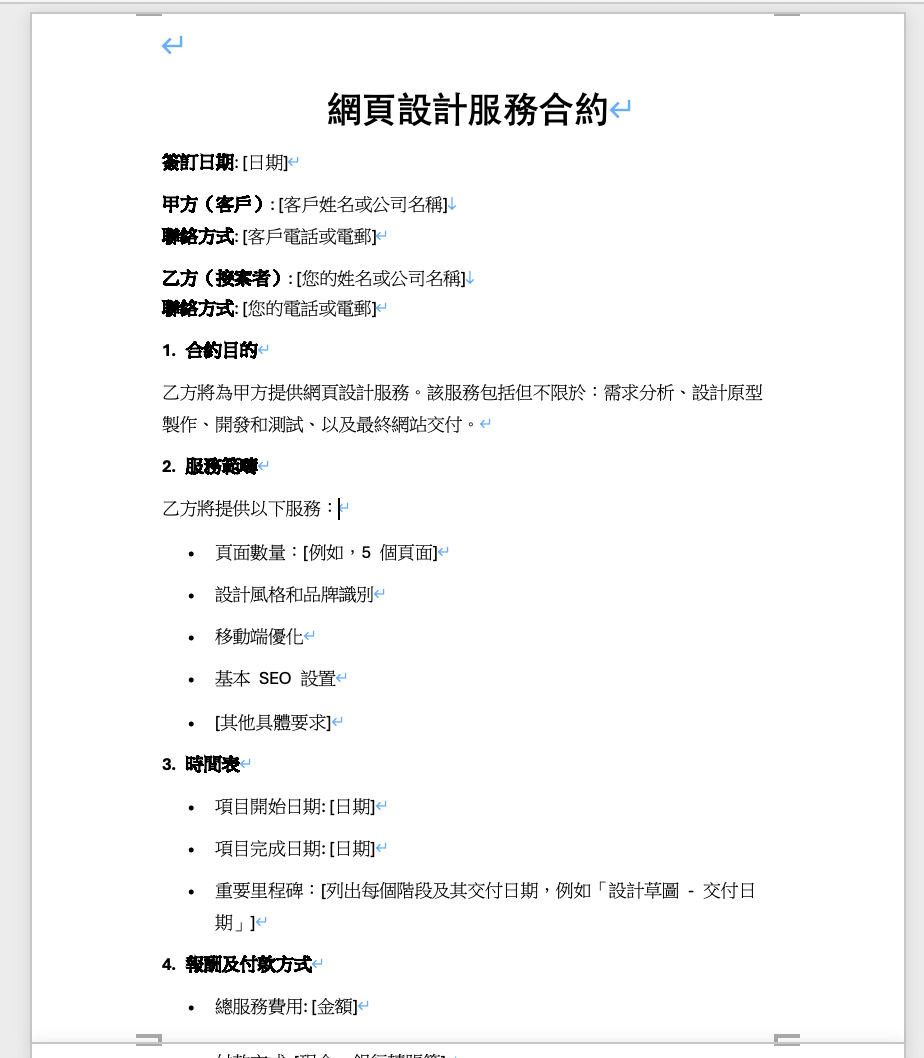 網頁設計服務合約
簽訂日期: [日期]
甲方（客戶）: [客戶姓名或公司名稱]
聯絡方式: [客戶電話或電郵]
乙方（接案者）: [您的姓名或公司名稱]
聯絡方式: [您的電話或電郵]
1. 合約目的
乙方將為甲方提供網頁設計服務。該服務包括但不限於：需求分析、設計原型
製作、開發和測試、以及最終網站交付。
2. 服務範疇
乙方將提供以下服務：
• 頁面數量：[例如，5 個頁面]
• 設計風格和品牌識別
• 移動端優化
• 基本 SEO 設置
• [其他具體要求]
3. 時間表
• 項目開始日期: [日期]
• 項目完成日期: [日期]
• 重要里程碑：[列出每個階段及其交付日期，例如「設計草圖 - 交付日
期」]
4. 報酬及付款方式
• 總服務費用: [金額]